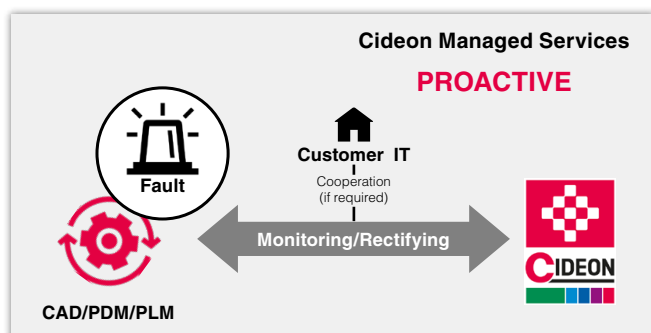 Cideon Managed Services
PROACTIVE
Fault
Customer IT
Cooperation
(if required)
Monitoring/Rectifying
CIDEON
CAD/PDM/PLM